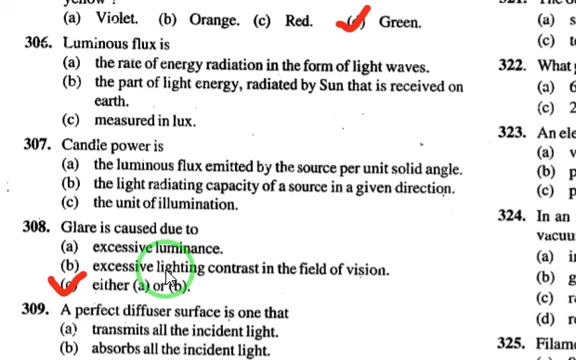 yellow ?
(a) Violet. (b) Orange. (c) Red. Green.
306. Luminous flux is
(a) the rate of energy radiation in the form of light waves.
(b) the part of light energy, radiated by Sun that is received on
earth.
(c) measured in lux.
307. Candle power is
(a) the luminous flux emitted by the source per unit solid angle.
(b) the light radiating capacity of a source in a given direction.
(c) the unit of illumination.
308. Glare is caused due to
(a) excessive luminance.
(b) excessive lighting contrast in the field of vision.
(c) either (a) or (b).
309. A perfect diffuser surface is one that
(a) transmits all the incident light.
(b) absorbs all the incident light.
(a) s
(c) t
322. What
(a) 6
(c) 2
323. An ele
(a) v
(b) p
(c) p
324. In an
vacuu
(a) i
(b) g
(c) r
(d) r
325. Filame